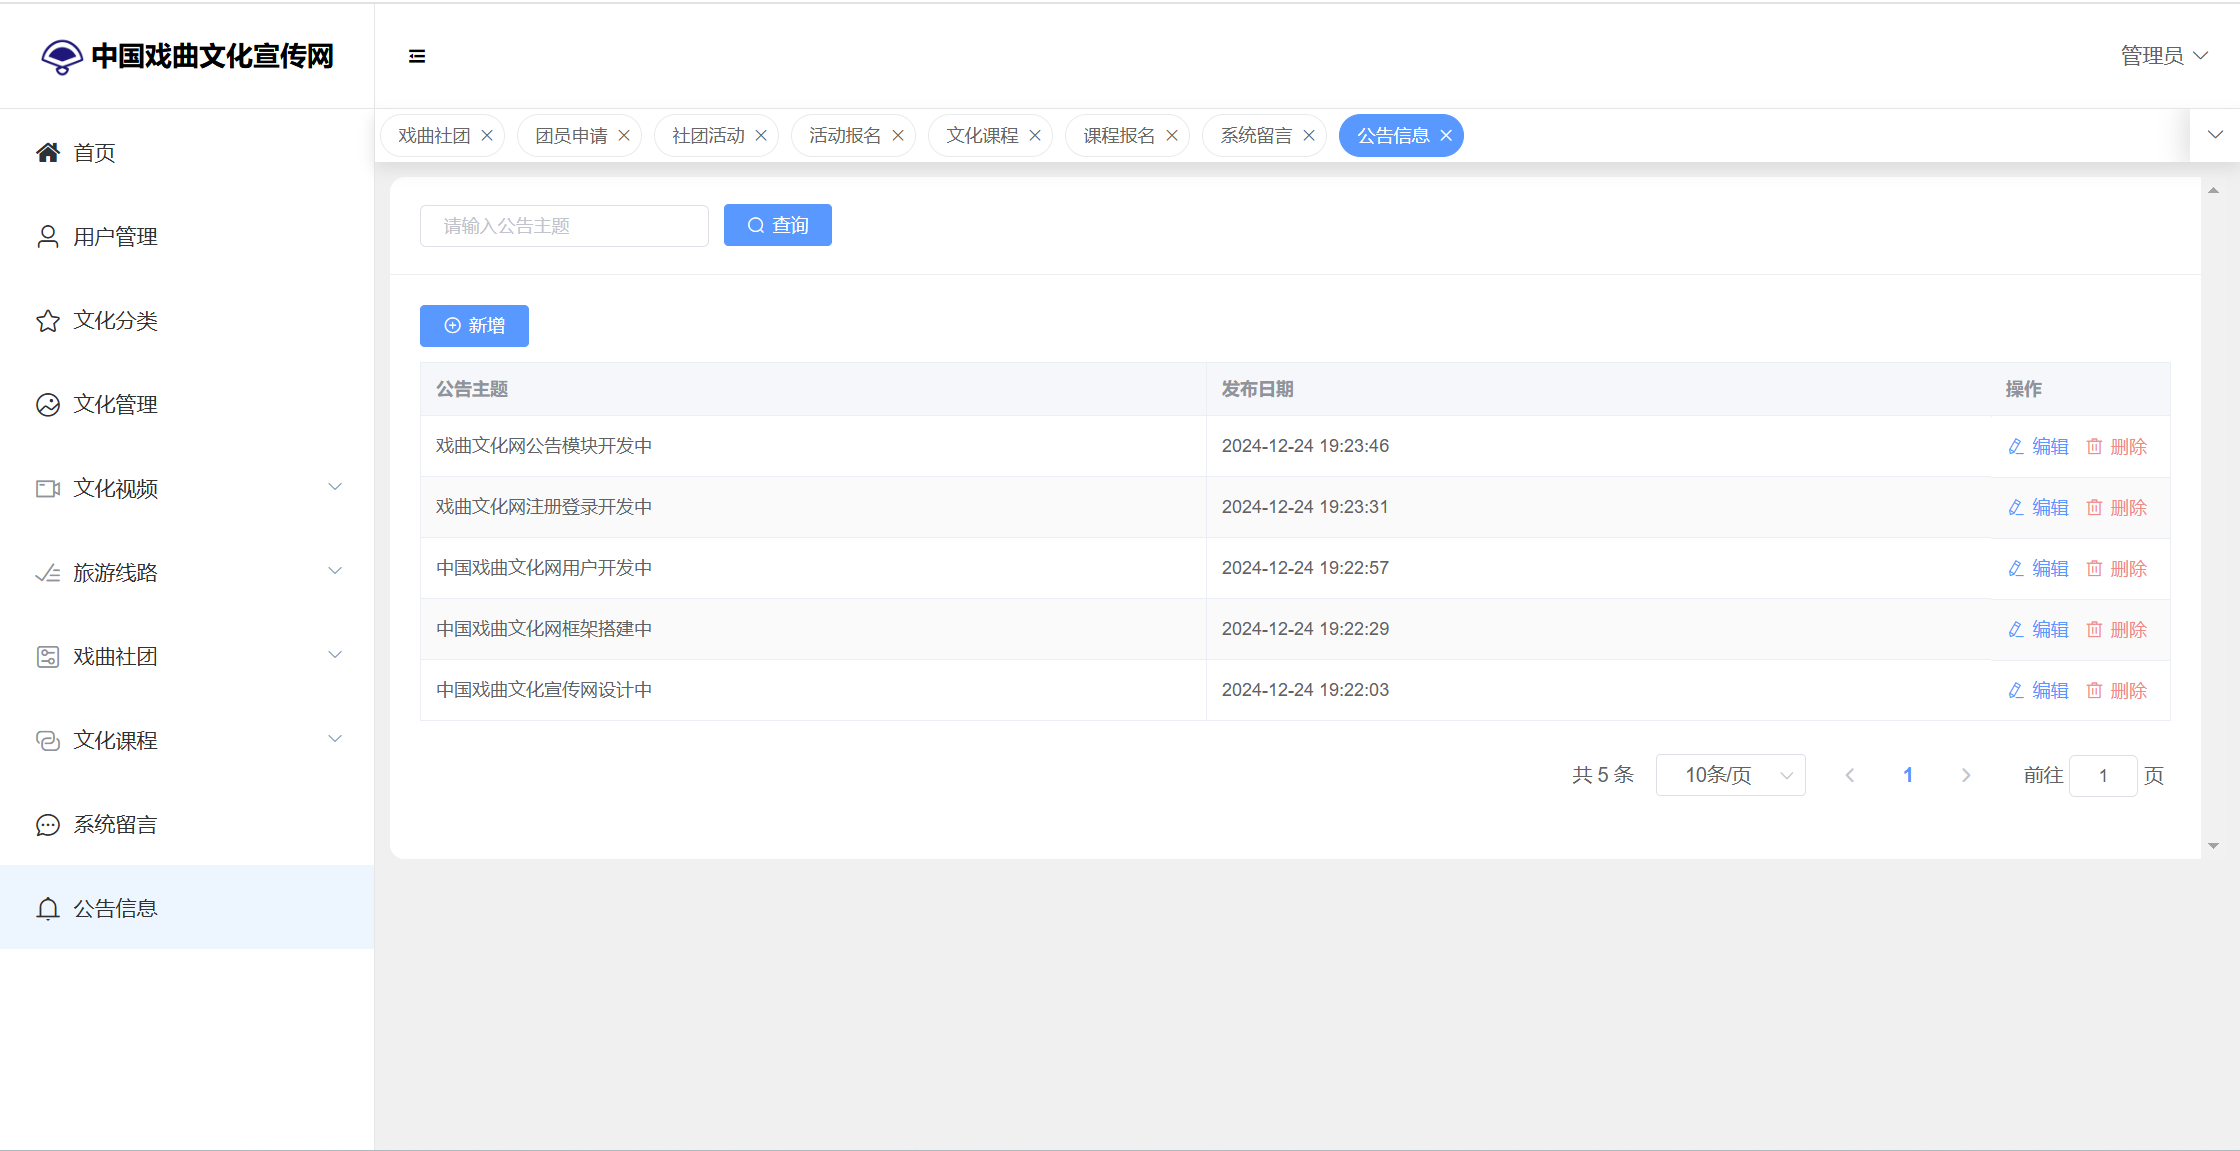 中国戏曲文化宣传网
管理员
首页
用户管理
文化分类
文化管理
文化视频
旅游线路
戏曲社团
文化课程
系统留言
公告信息
戏曲社团 团员申请 社团活动 活动报名 文化课程 课程报名 系统留言 公告信息
请输入公告主题 查询
新增
公告主题 发布日期 操作
戏曲文化网公告模块开发中 2024-12-24 19:23:46 编辑 删除
戏曲文化网注册登录开发中 2024-12-24 19:23:31 编辑 删除
中国戏曲文化网用户开发中 2024-12-24 19:22:57 编辑 删除
中国戏曲文化网框架搭建中 2024-12-24 19:22:29 编辑 删除
中国戏曲文化宣传网设计中 2024-12-24 19:22:03 编辑 删除
共 5 条 10条/页 1 前往 1 页